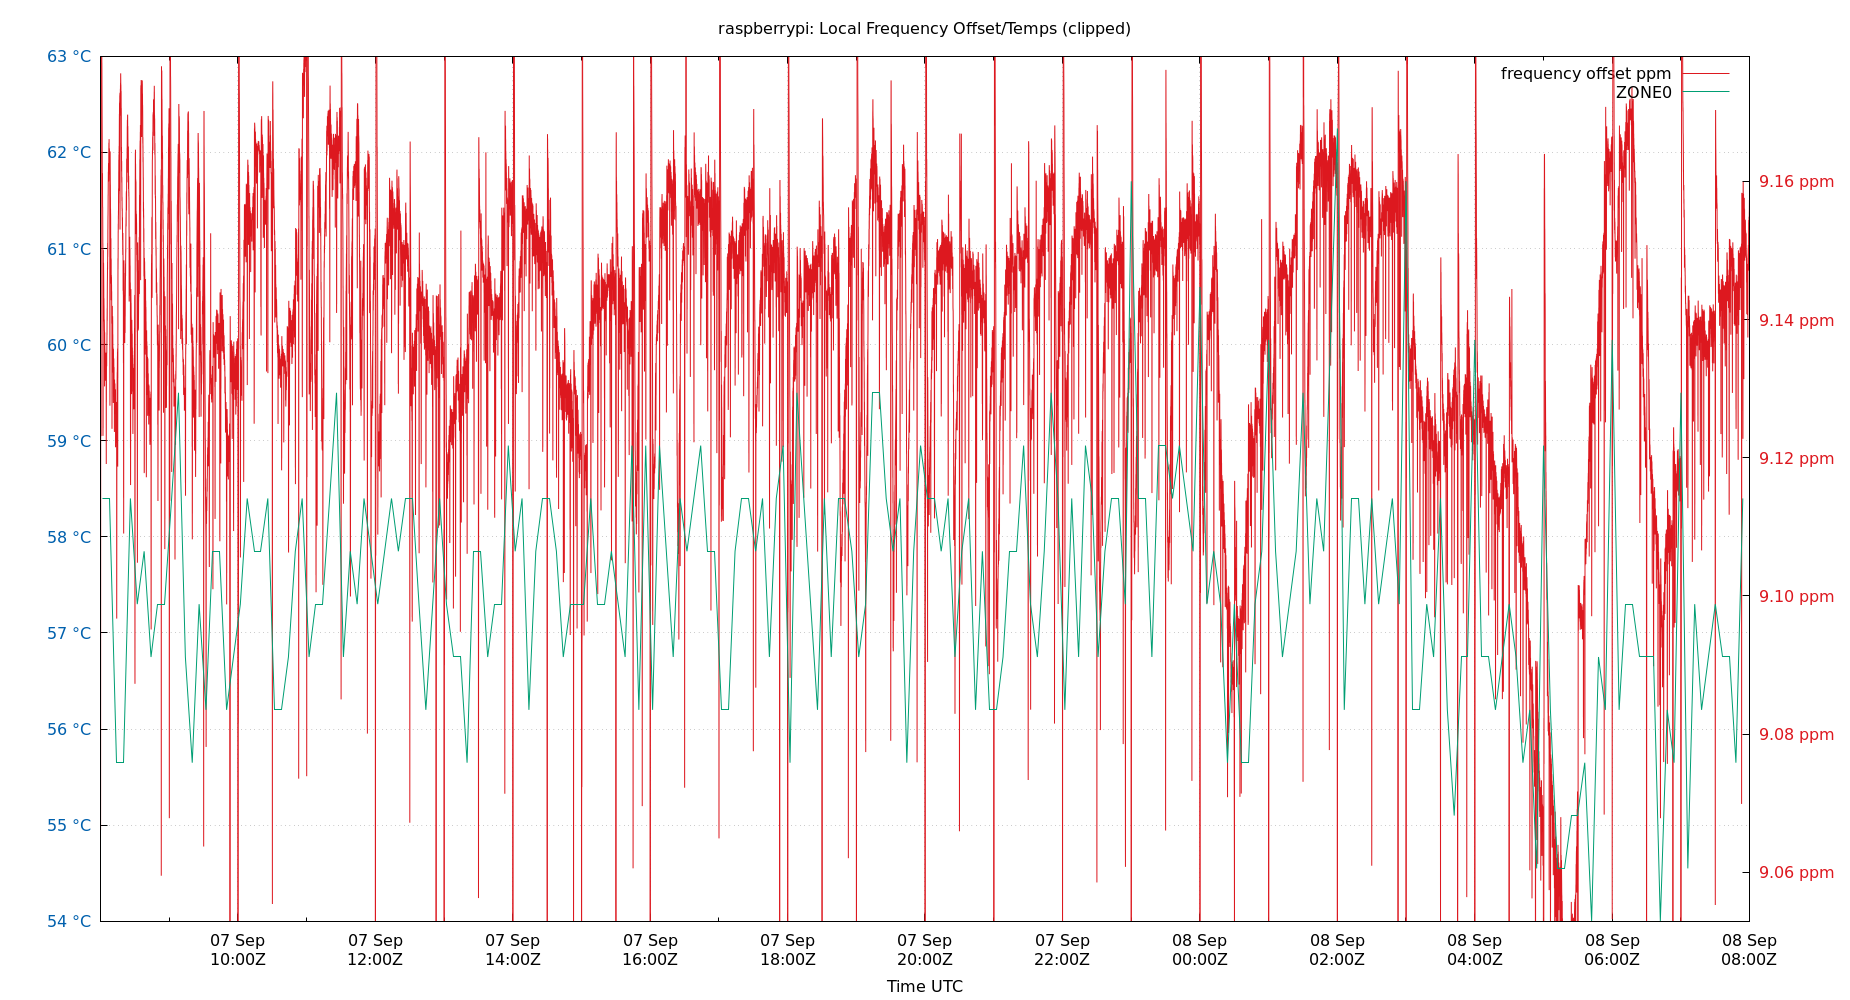 raspberrypi: Local Frequency Offset/Temps (clipped)
63 °C
62 °C
61 °C
60 °C
59 °C
58 °C
57 °C
56 °C
55 °C
54 °C
frequency offset ppm
ZONE0
9.16 ppm
9.14 ppm
9.12 ppm
9.10 ppm
9.08 ppm
9.06 ppm
07 Sep
10:00Z
07 Sep
12:00Z
07 Sep
14:00Z
07 Sep
16:00Z
07 Sep
18:00Z
07 Sep
20:00Z
07 Sep
22:00Z
08 Sep
00:00Z
08 Sep
02:00Z
08 Sep
04:00Z
08 Sep
06:00Z
08 Sep
08:00Z
Time UTC